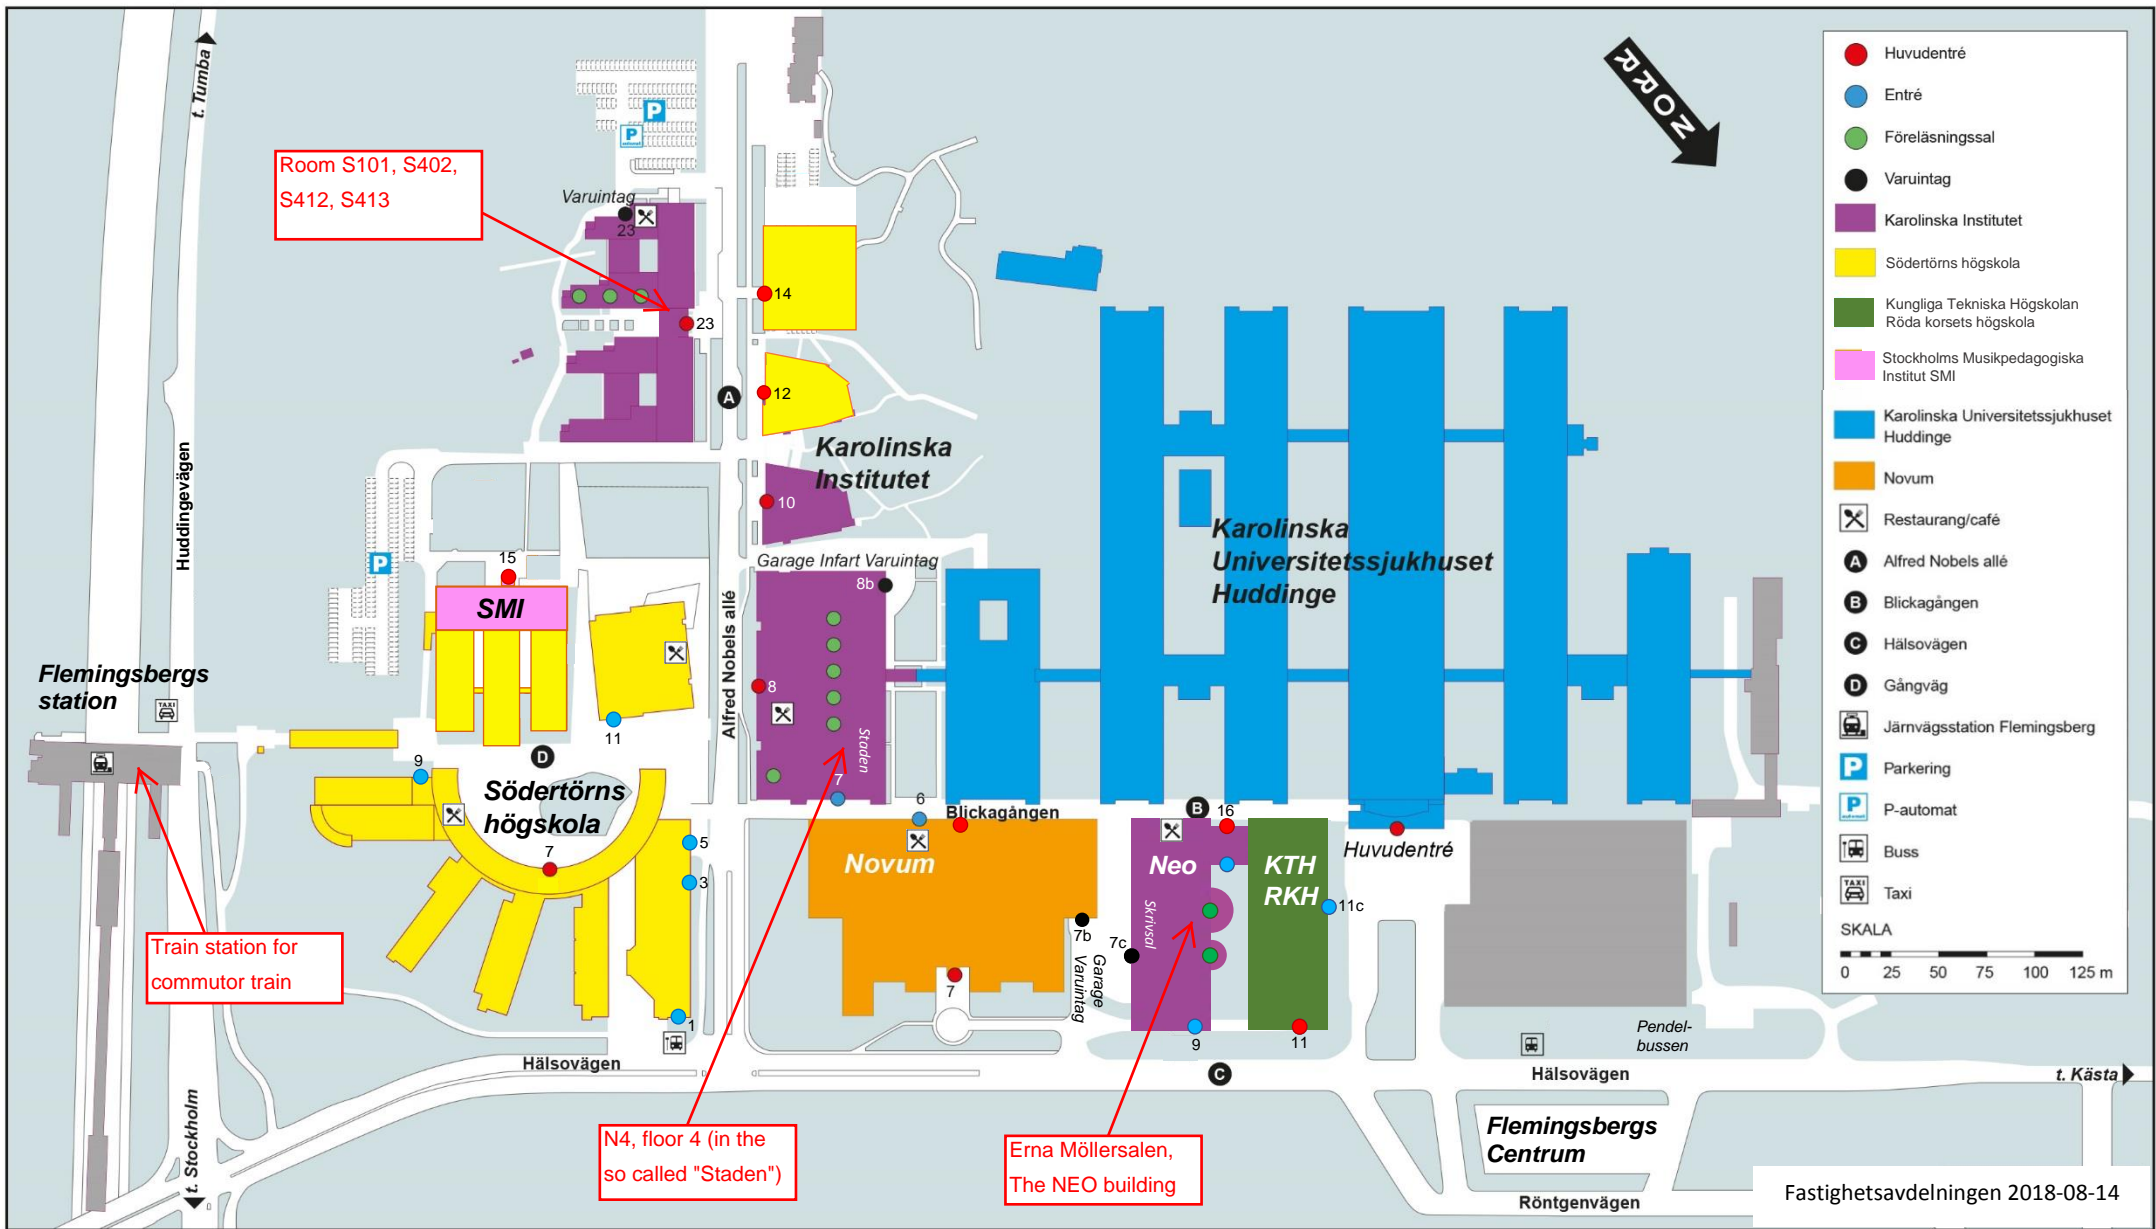 t. Tumba
Huddingevägen
Room S101, S402,
S412, S413
P
P
Varuintag
23
23
14
12
A
Karolinska
Institutet
10
NORR
Garage Infart Varuintag
8b
P
15
SMI
11
Alfred Nobels allé
8
Staden
7
Karolinska
Universitetssjukhuset
Huddinge
Flemingsbergs
station
TAXI
9
D
Södertörns
högskola
7
5
3
1
6
Blickagången
Novum
7
7b
Garage
Varuintag
7c
B
16
Neo
Skrivsal
KTH
RKH
11c
9
11
Huvudentré
Train station for
commutor train
N4, floor 4 (in the
so called "Staden")
Erna Möllersalen,
The NEO building
Hälsovägen
C
Hälsovägen
Pendel-
bussen
t. Kästa
t. Stockholm
Flemingsbergs
Centrum
Röntgenvägen
Huvudentré
Entré
Föreläsningssal
Varuintag
Karolinska Institutet
Södertörns högskola
Kungliga Tekniska Högskolan
Röda korsets högskola
Stockholms Musikpedagogiska
Institut SMI
Karolinska Universitetssjukhuset
Huddinge
Novum
Restaurang/café
A Alfred Nobels allé
B Blickagången
C Hälsovägen
D Gångväg
Järnvägsstation Flemingsberg
P Parkering
P P-automat
Buss
TAXI Taxi
SKALA
0 25 50 75 100 125 m
Fastighetsavdelningen 2018-08-14